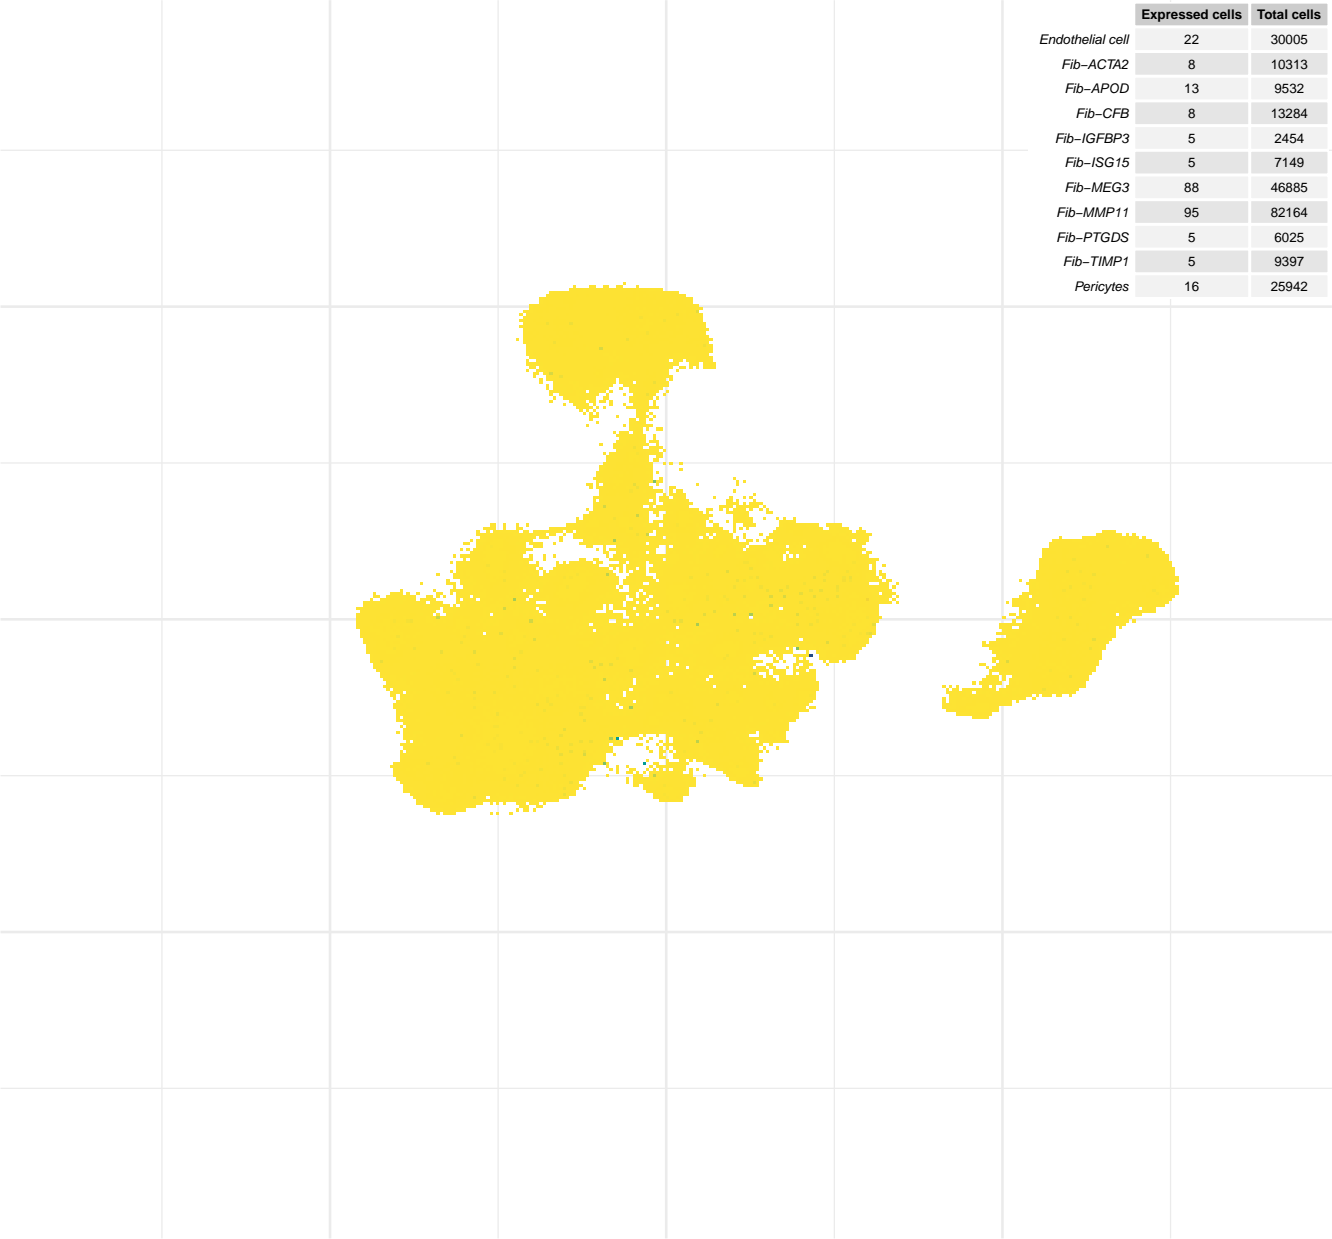 Expressed cells Total cells
Endothelial cell 22 30005
Fib−ACTA2 8 10313
Fib−APOD 13 9532
Fib−CFB 8 13284
Fib−IGFBP3 5 2454
Fib−ISG15 5 7149
Fib−MEG3 88 46885
Fib−MMP11 95 82164
Fib−PTGDS 5 6025
Fib−TIMP1 5 9397
Pericytes 16 25942